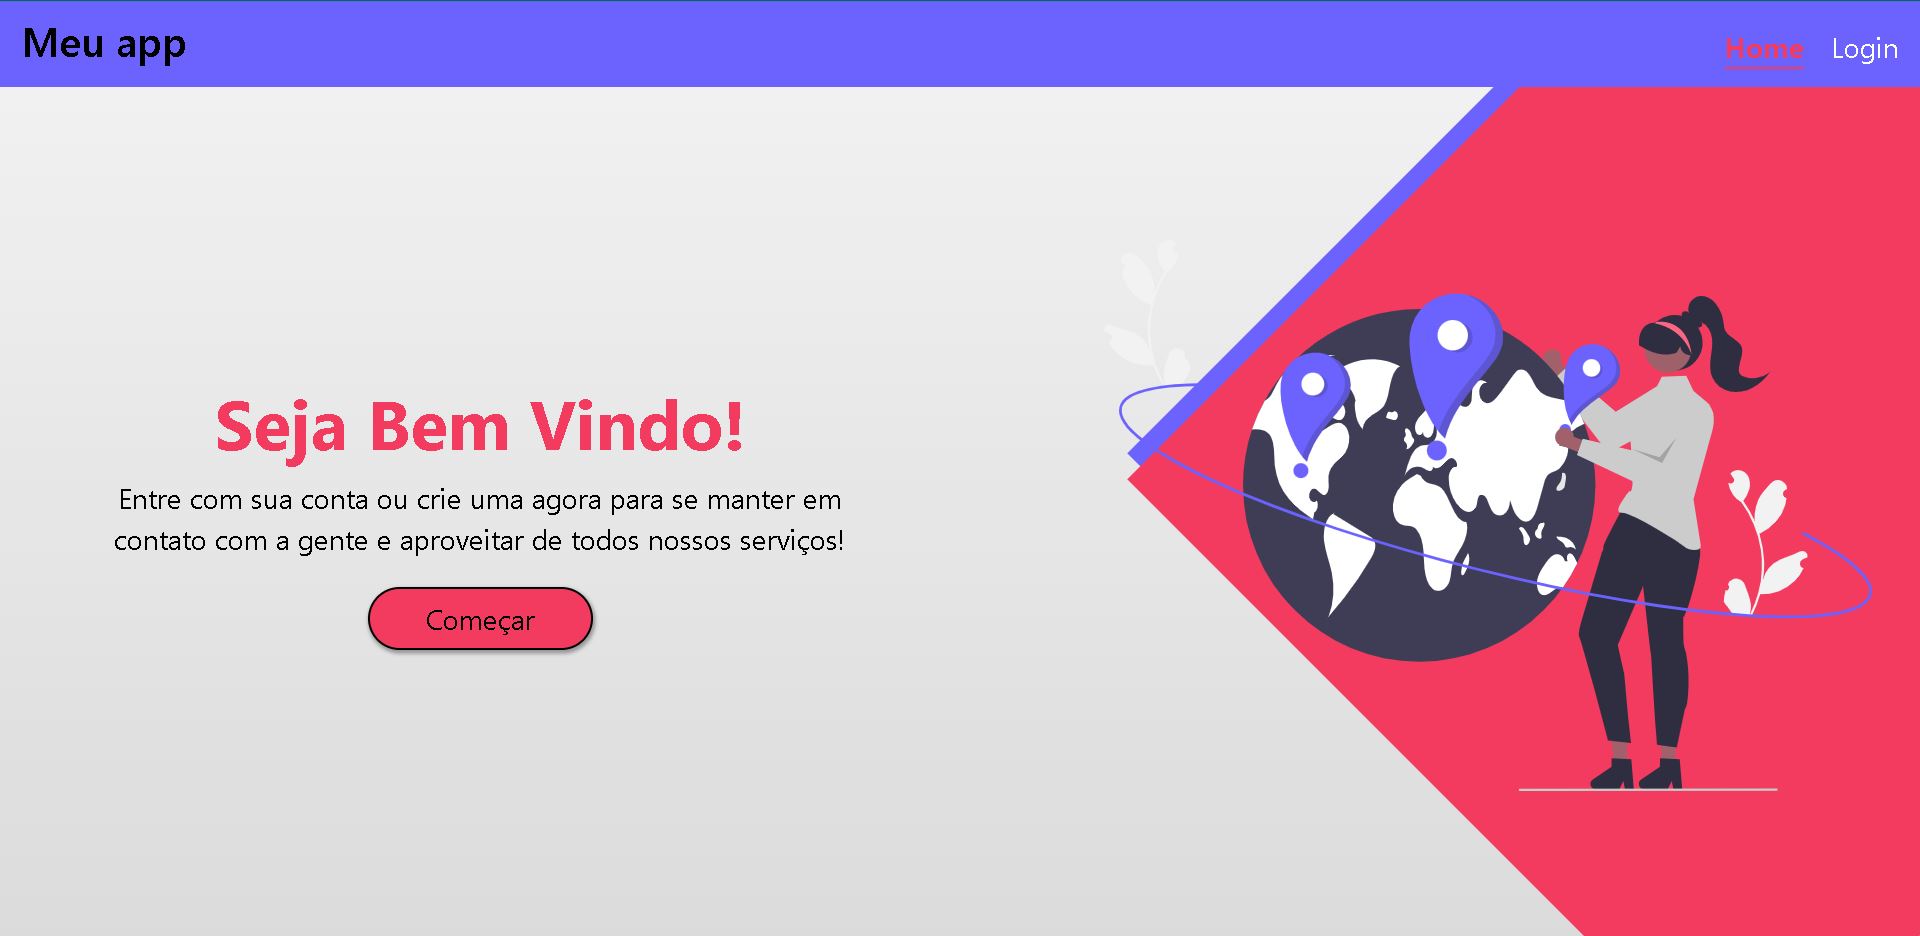 Meu app
Home
Login
Seja Bem Vindo!
Entre com sua conta ou crie uma agora para se manter em
contato com a gente e aproveitar de todos nossos serviços!
Começar